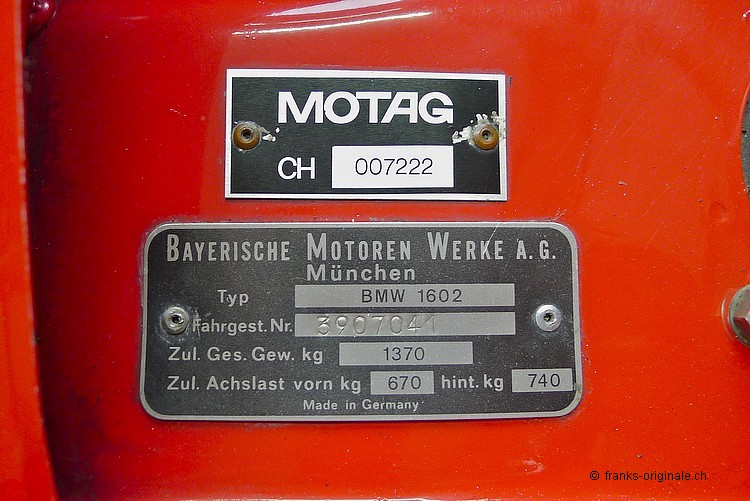 MOTAG
CH 007222
BAYERISCHE MOTOREN WERKE A.G.
München
Typ BMW 1602
Fahrgest.Nr. 3907041
Zul. Ges. Gew. kg 1370
Zul. Achslast vorn kg 670 hint. kg 740
Made in Germany
© franks-originale.ch